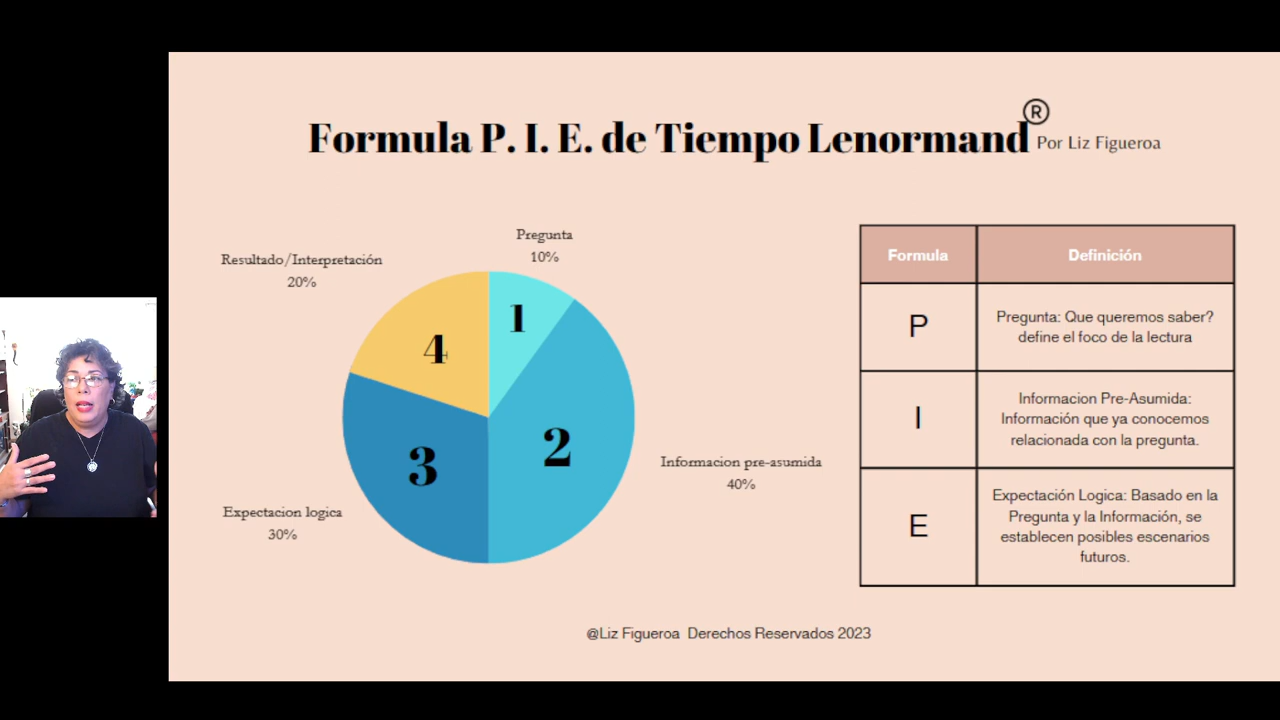 Formula P. I. E. de Tiempo Lenormand ®
Por Liz Figueroa
Pregunta
10%
Resultado/Interpretación
20%
1
4
2
3
Informacion pre-asumida
40%
Expectacion logica
30%
Formula Definición
P
Pregunta: Que queremos saber?
define el foco de la lectura
I
Informacion Pre-Asumida:
Información que ya conocemos
relacionada con la pregunta.
E
Expectación Logica: Basado en la
Pregunta y la Información, se
establecen posibles escenarios
futuros.
@Liz Figueroa Derechos Reservados 2023